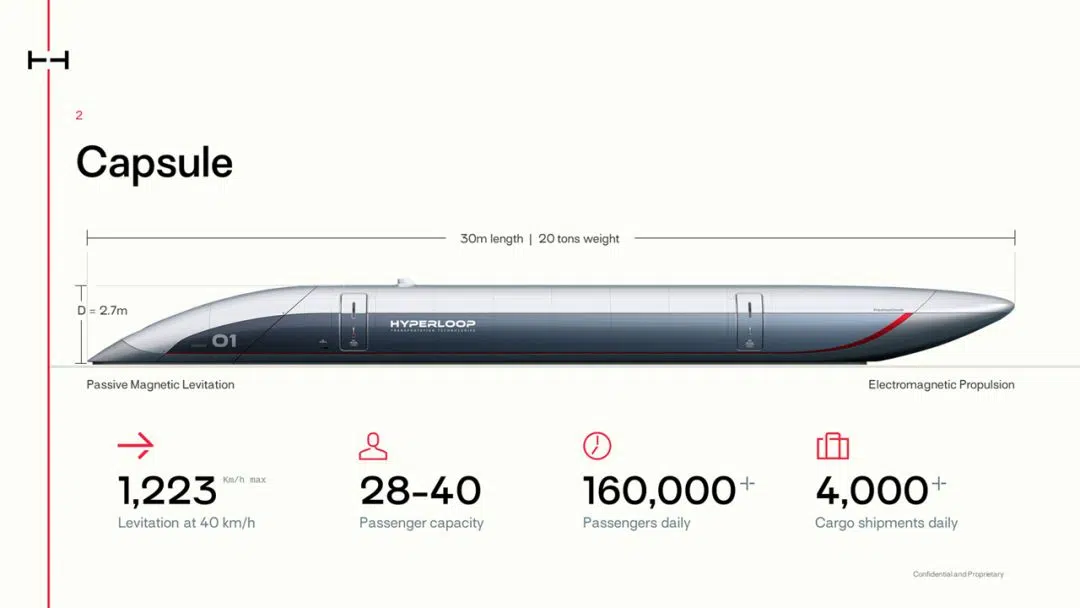 2
Capsule
30m length | 20 tons weight
D = 2.7m
HYPERLOOP
TRANSPORTATION TECHNOLOGIES
01
Passive Magnetic Levitation
Electromagnetic Propulsion
1,223 Km/h max
Levitation at 40 km/h
28-40
Passenger capacity
160,000+
Passengers daily
4,000+
Cargo shipments daily
Confidential and Proprietary